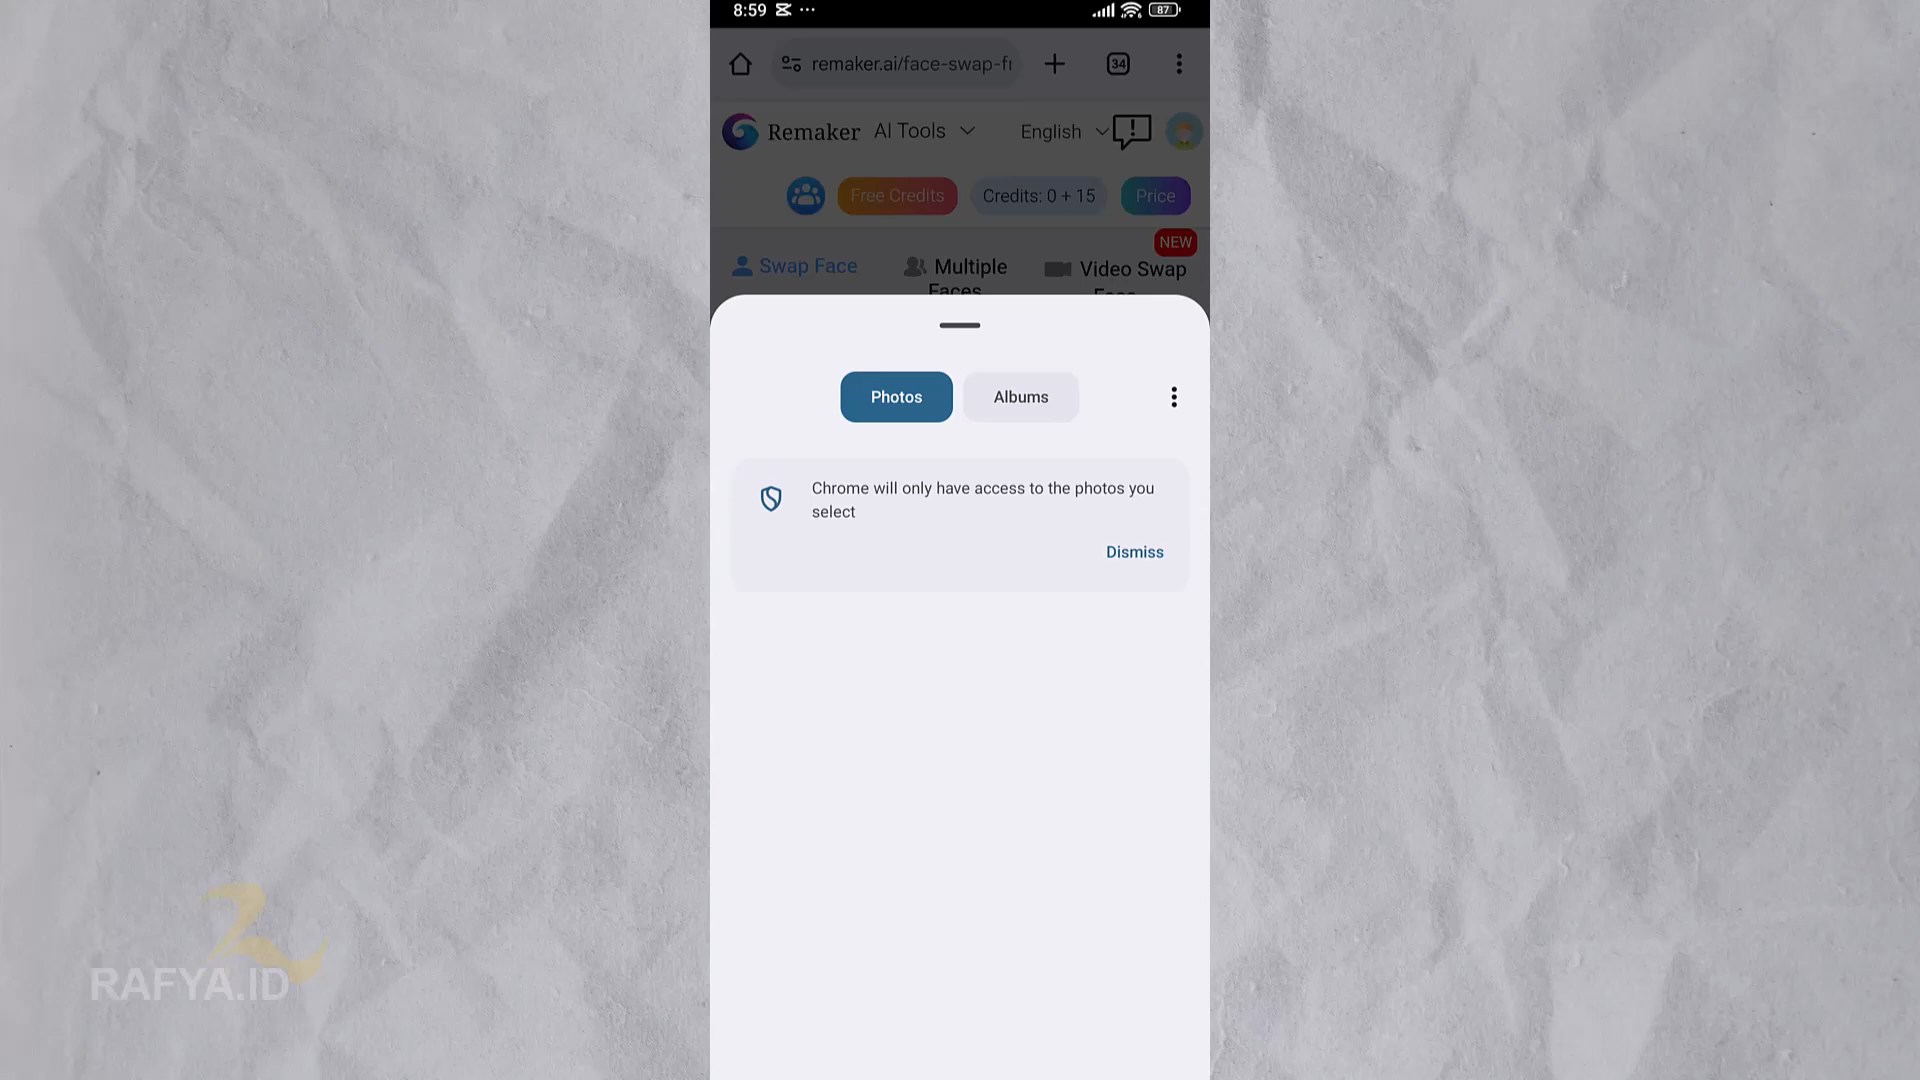 8:59
87
remaker.ai/face-swap-fr
34
Remaker AI Tools English
Free Credits Credits: 0 + 15 Price
NEW
Swap Face Multiple Video Swap
Faces Face
Photos Albums
Chrome will only have access to the photos you
select
Dismiss
RAFYA.ID